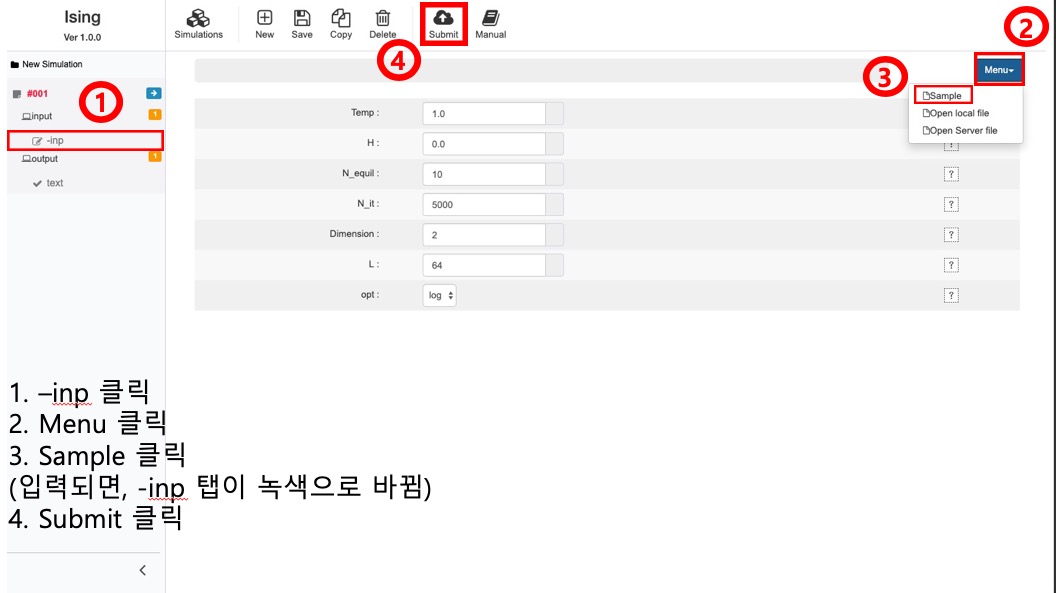 Ising
Ver 1.0.0
Simulations
New
Save
Copy
Delete
Submit
Manual
New Simulation
#001
input
1
-inp
output
1
text
1
2
3
4
Menu
Sample
Open local file
Open Server file
Temp : 1.0
H : 0.0
?
N_equil : 10
?
N_it : 5000
?
Dimension : 2
?
L : 64
?
opt : log
?
1. –inp 클릭
2. Menu 클릭
3. Sample 클릭
(입력되면, -inp 탭이 녹색으로 바뀜)
4. Submit 클릭